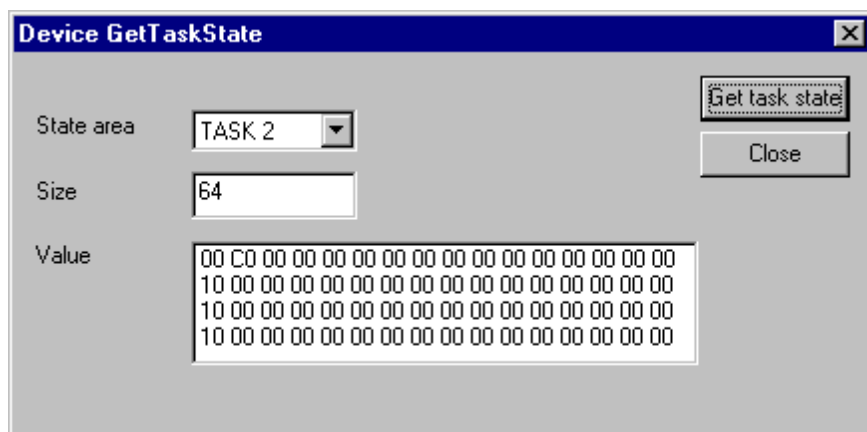 Device GetTaskState
Get task state
State area
TASK 2
Close
Size
64
Value
00 C0 00 00 00 00 00 00 00 00 00 00 00 00 00 00
10 00 00 00 00 00 00 00 00 00 00 00 00 00 00 00
10 00 00 00 00 00 00 00 00 00 00 00 00 00 00 00
10 00 00 00 00 00 00 00 00 00 00 00 00 00 00 00